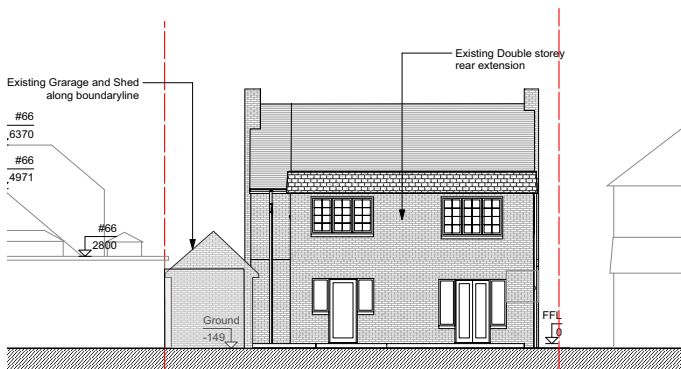 Existing Double storey
rear extension
Existing Grarage and Shed
along boundaryline
#66
6370
#66
4971
#66
2800
Ground
-149
FFL
0